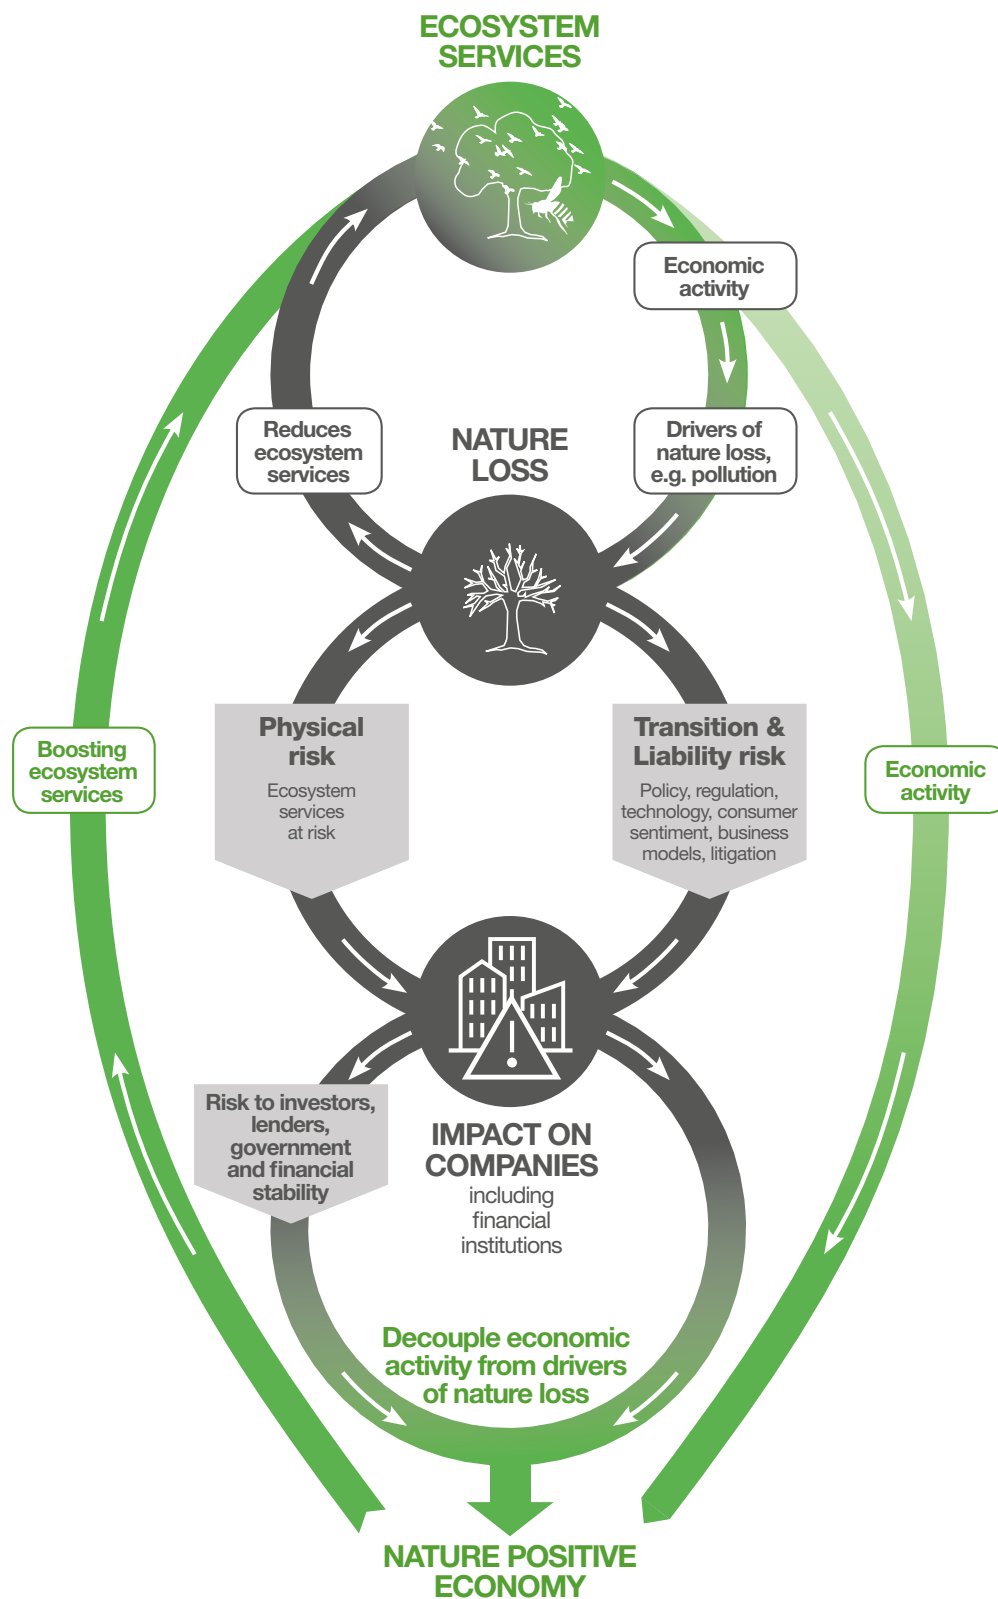 ECOSYSTEM
SERVICES
Economic
activity
Reduces
ecosystem
services
NATURE
LOSS
Drivers of
nature loss,
e.g. pollution
Boosting
ecosystem
services
Physical
risk
Ecosystem
services
at risk
Transition &
Liability risk
Policy, regulation,
technology, consumer
sentiment, business
models, litigation
Economic
activity
Risk to investors,
lenders,
government
and financial
stability
IMPACT ON
COMPANIES
including
financial
institutions
Decouple economic
activity from drivers
of nature loss
NATURE POSITIVE
ECONOMY